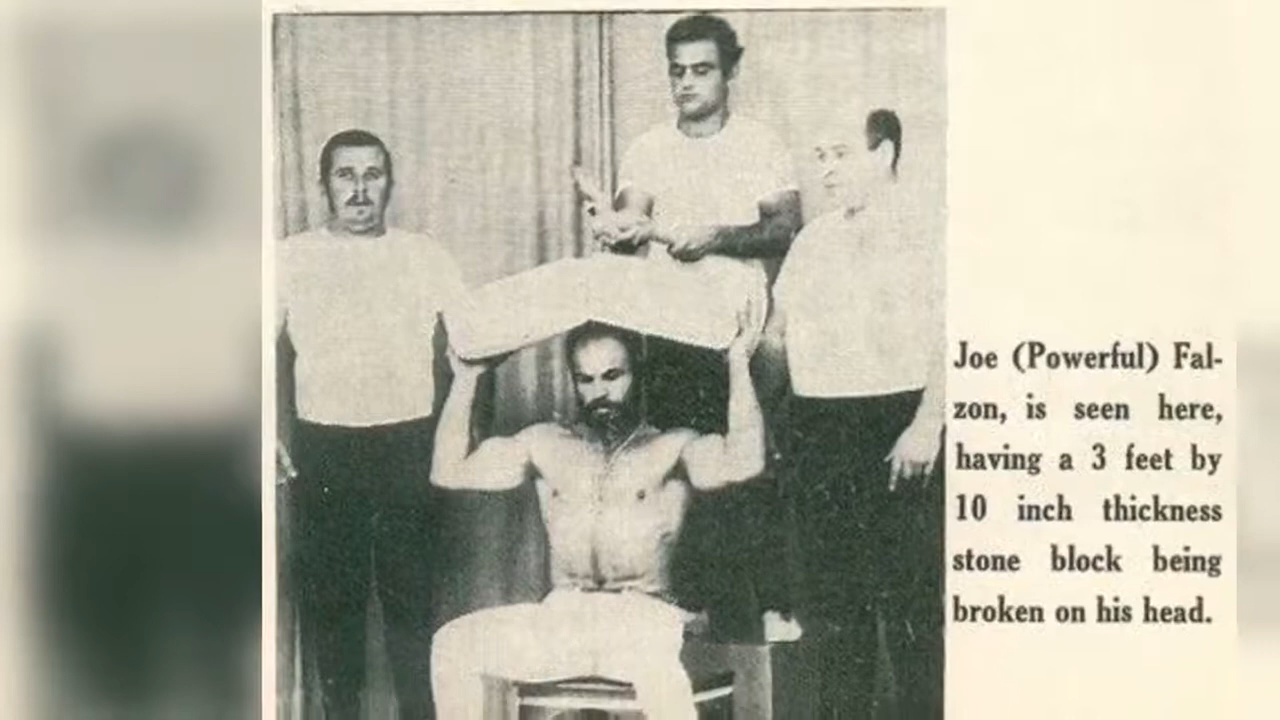 Joe (Powerful) Fal-
zon, is seen here,
having a 3 feet by
10 inch thickness
stone block being
broken on his head.